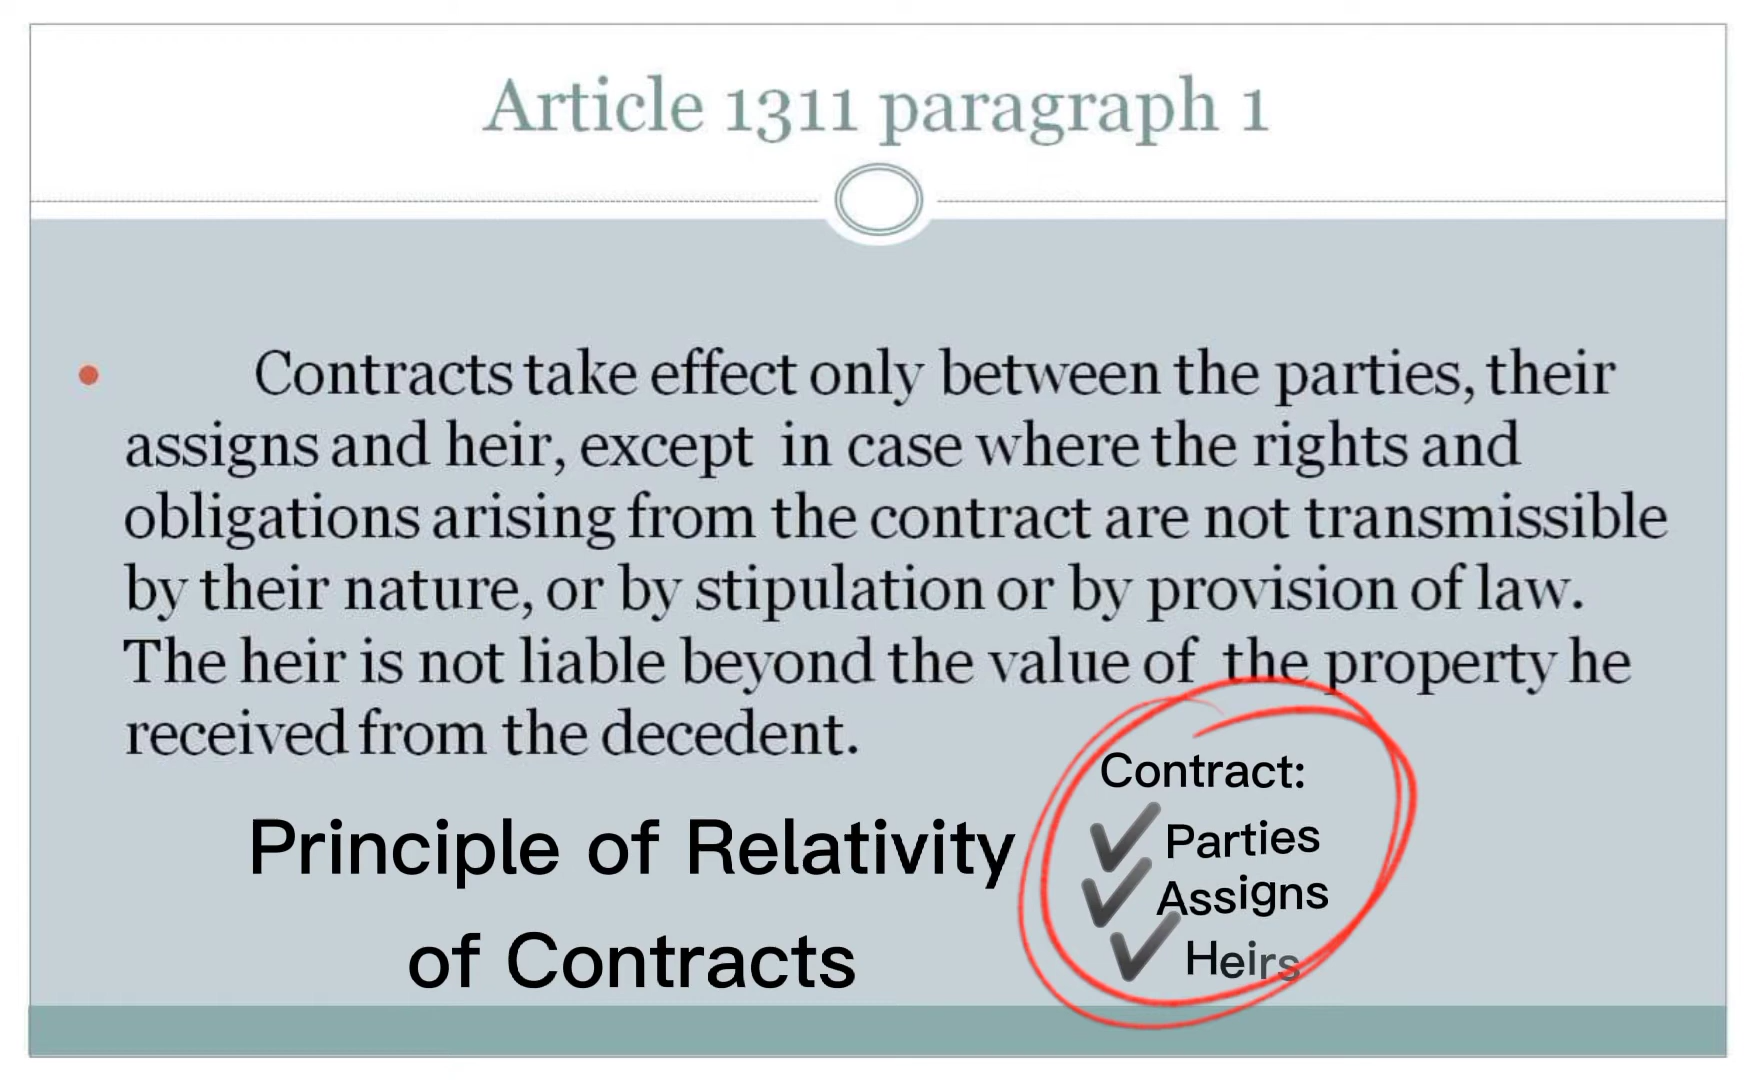 Article 1311 paragraph 1
Contracts take effect only between the parties, their
assigns and heir, except in case where the rights and
obligations arising from the contract are not transmissible
by their nature, or by stipulation or by provision of law.
The heir is not liable beyond the value of the property he
received from the decedent.
Principle of Relativity
of Contracts
Contract:
Parties
Assigns
Heirs